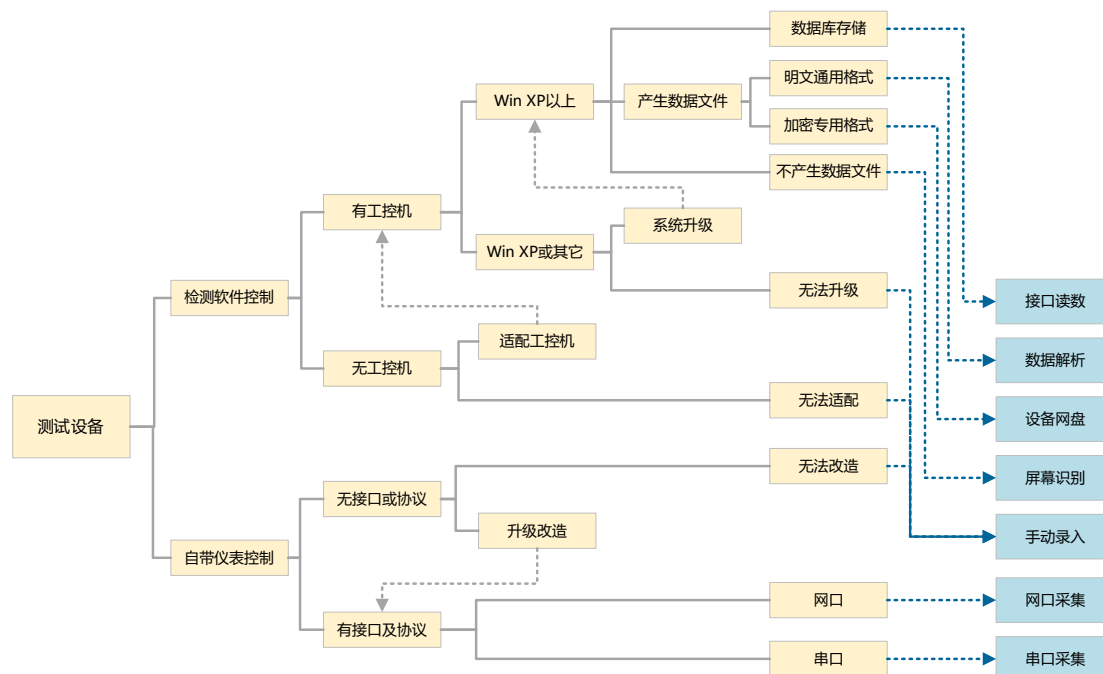 数据库存储
明文通用格式
Win XP以上
产生数据文件
加密专用格式
不产生数据文件
有工控机
系统升级
Win XP或其它
检测软件控制
无法升级
接口读数
适配工控机
无工控机
数据解析
无法适配
测试设备
设备网盘
无法改造
屏幕识别
无接口或协议
升级改造
手动录入
自带仪表控制
网口
网口采集
有接口及协议
串口
串口采集